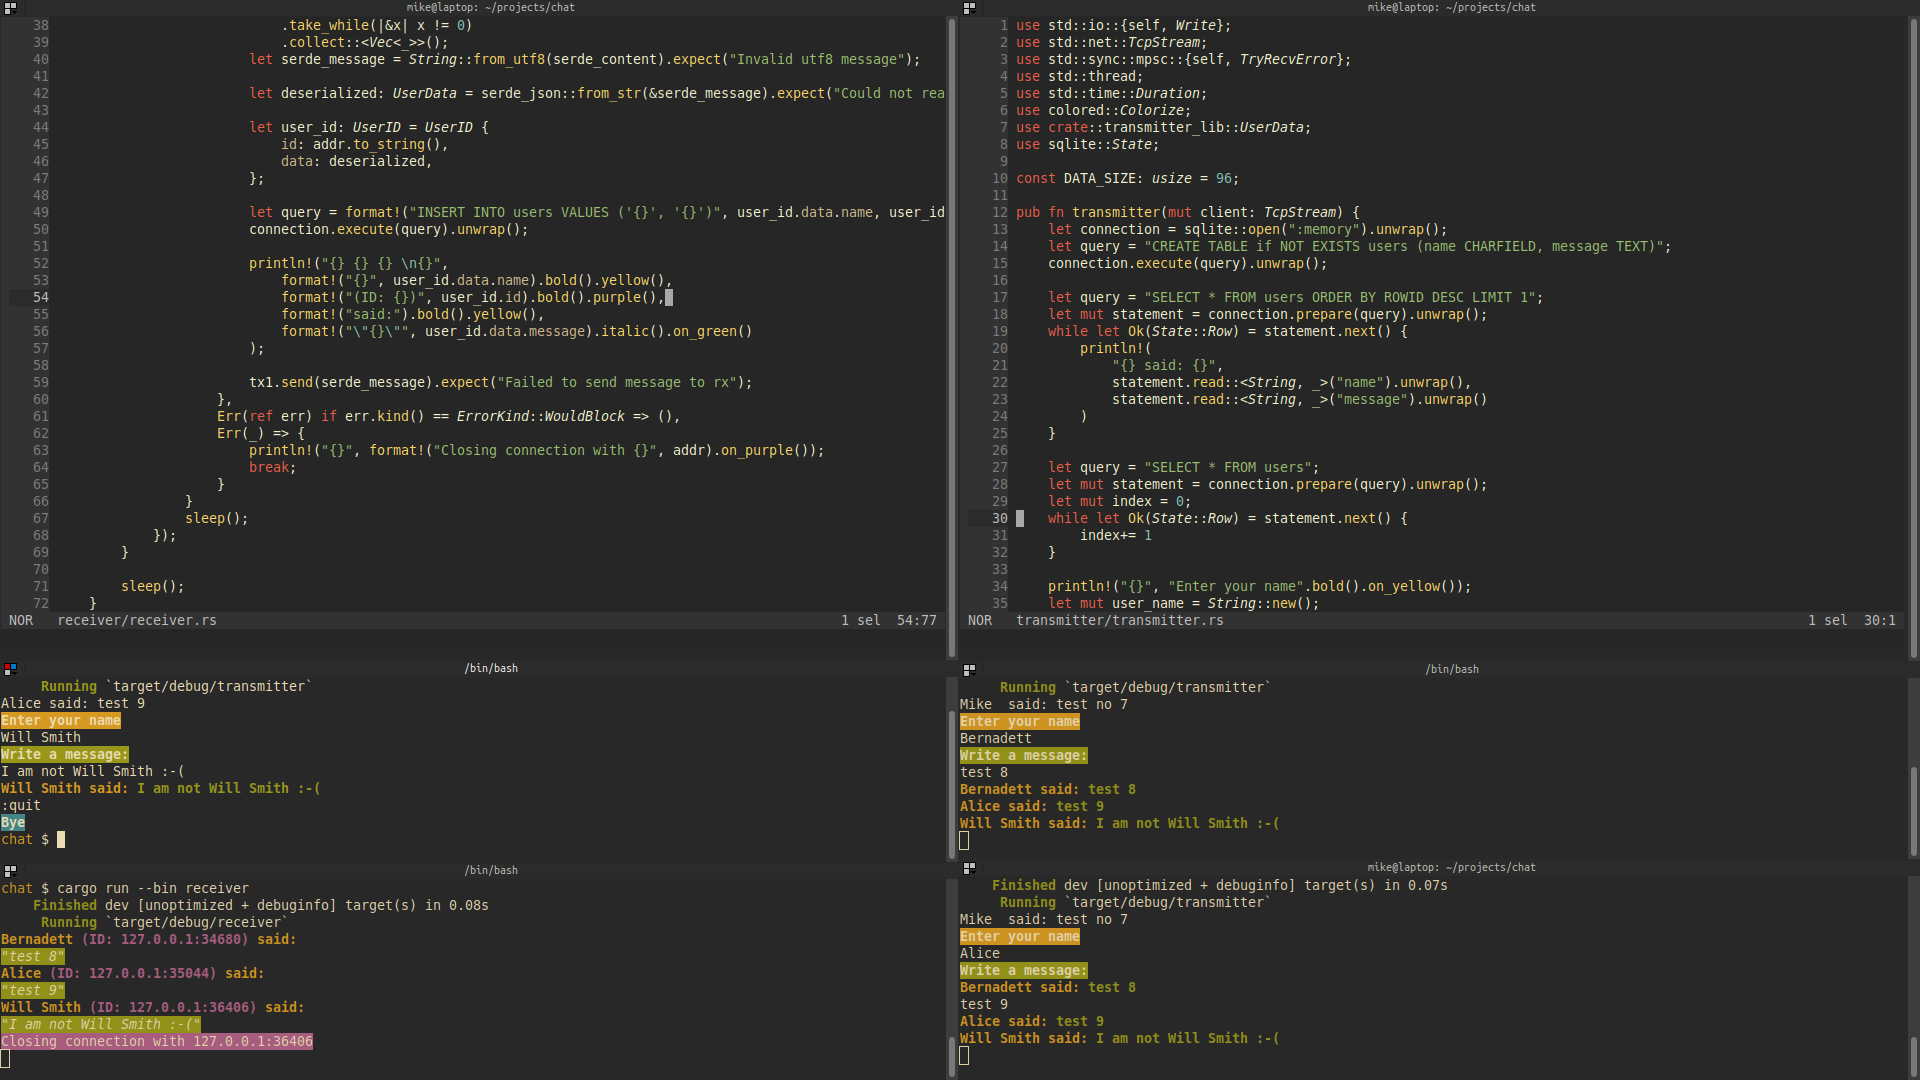 mike@laptop: ~/projects/chat
38 .take_while(|&x| x != 0)
39 .collect::<Vec<_>>();
40 let serde_message = String::from_utf8(serde_content).expect("Invalid utf8 message");
41
42 let deserialized: UserData = serde_json::from_str(&serde_message).expect("Could not rea
43
44 let user_id: UserID = UserID {
45 id: addr.to_string(),
46 data: deserialized,
47 };
48
49 let query = format!("INSERT INTO users VALUES ('{}', '{}')", user_id.data.name, user_id
50 connection.execute(query).unwrap();
51
52 println!("{} {} {} \n{}",
53 format!("{}", user_id.data.name).bold().yellow(),
54 format!("(ID: {})", user_id.id).bold().purple(),
55 format!("said:").bold().yellow(),
56 format!("\"{}\"", user_id.data.message).italic().on_green()
57 );
58
59 tx1.send(serde_message).expect("Failed to send message to rx");
60 },
61 Err(ref err) if err.kind() == ErrorKind::WouldBlock => (),
62 Err(_) => {
63 println!("{}", format!("Closing connection with {}", addr).on_purple());
64 break;
65 }
66 }
67 sleep();
68 });
69 }
70
71 sleep();
72 }
NOR receiver/receiver.rs 1 sel 54:77
mike@laptop: ~/projects/chat
1 use std::io::{self, Write};
2 use std::net::TcpStream;
3 use std::sync::mpsc::{self, TryRecvError};
4 use std::thread;
5 use std::time::Duration;
6 use colored::Colorize;
7 use crate::transmitter_lib::UserData;
8 use sqlite::State;
9
10 const DATA_SIZE: usize = 96;
11
12 pub fn transmitter(mut client: TcpStream) {
13 let connection = sqlite::open(":memory").unwrap();
14 let query = "CREATE TABLE if NOT EXISTS users (name CHARFIELD, message TEXT)";
15 connection.execute(query).unwrap();
16
17 let query = "SELECT * FROM users ORDER BY ROWID DESC LIMIT 1";
18 let mut statement = connection.prepare(query).unwrap();
19 while let Ok(State::Row) = statement.next() {
20 println!(
21 "{} said: {}",
22 statement.read::<String, _>("name").unwrap(),
23 statement.read::<String, _>("message").unwrap()
24 )
25 }
26
27 let query = "SELECT * FROM users";
28 let mut statement = connection.prepare(query).unwrap();
29 let mut index = 0;
30 while let Ok(State::Row) = statement.next() {
31 index+= 1
32 }
33
34 println!("{}", "Enter your name".bold().on_yellow());
35 let mut user_name = String::new();
NOR transmitter/transmitter.rs 1 sel 30:1
/bin/bash
Running `target/debug/transmitter`
Alice said: test 9
Enter your name
Will Smith
Write a message:
I am not Will Smith :-(
Will Smith said: I am not Will Smith :-(
:quit
Bye
chat $
/bin/bash
Running `target/debug/transmitter`
Mike  said: test no 7
Enter your name
Bernadett
Write a message:
test 8
Bernadett said: test 8
Alice said: test 9
Will Smith said: I am not Will Smith :-(
/bin/bash
chat $ cargo run --bin receiver
Finished dev [unoptimized + debuginfo] target(s) in 0.08s
Running `target/debug/receiver`
Bernadett (ID: 127.0.0.1:34680) said:
"test 8"
Alice (ID: 127.0.0.1:35044) said:
"test 9"
Will Smith (ID: 127.0.0.1:36406) said:
"I am not Will Smith :-("
Closing connection with 127.0.0.1:36406
mike@laptop: ~/projects/chat
Finished dev [unoptimized + debuginfo] target(s) in 0.07s
Running `target/debug/transmitter`
Mike  said: test no 7
Enter your name
Alice
Write a message:
Bernadett said: test 8
test 9
Alice said: test 9
Will Smith said: I am not Will Smith :-(